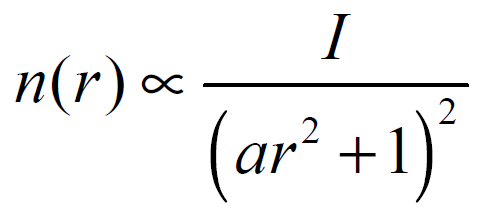 n(r) ∝ I / (ar² + 1)²